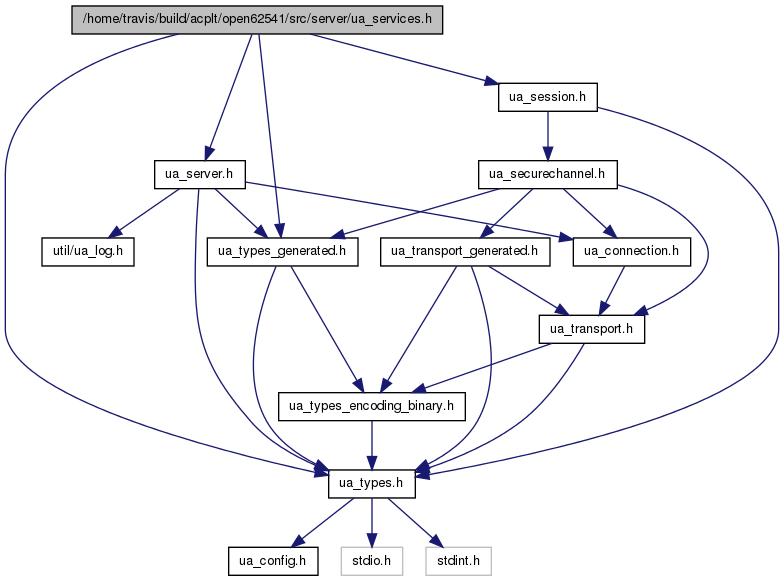 /home/travis/build/acplt/open62541/src/server/ua_services.h
ua_session.h
ua_server.h
ua_securechannel.h
util/ua_log.h
ua_types_generated.h
ua_transport_generated.h
ua_connection.h
ua_transport.h
ua_types_encoding_binary.h
ua_types.h
ua_config.h
stdio.h
stdint.h